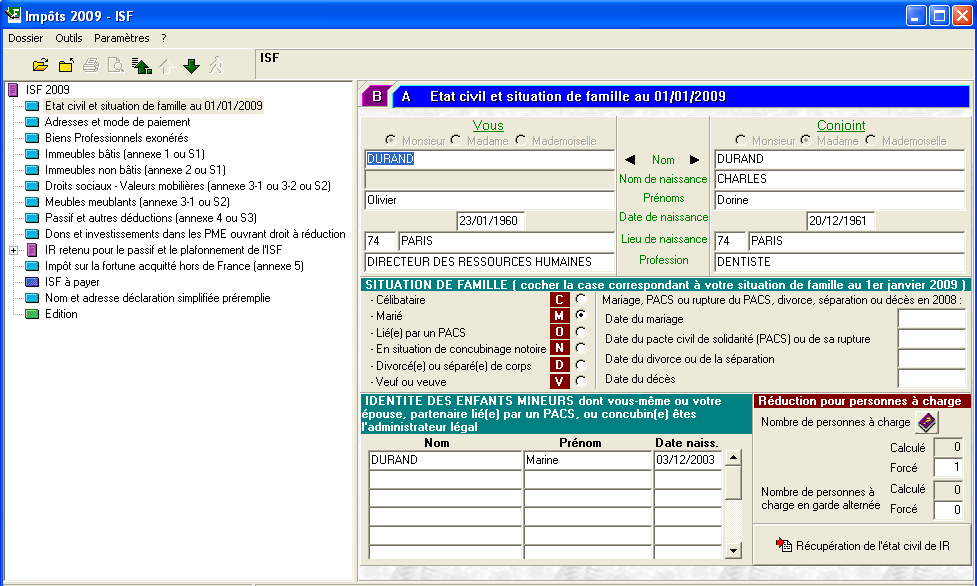 Impôts 2009 - ISF
Dossier Outils Paramètres ?
ISF
ISF 2009
Etat civil et situation de famille au 01/01/2009
Adresses et mode de paiement
Biens Professionnels exonérés
Immeubles bâtis (annexe 1 ou S1)
Immeubles non bâtis (annexe 2 ou S1)
Droits sociaux - Valeurs mobilières (annexe 3-1 ou 3-2 ou S2)
Meubles meublants (annexe 3-1 ou S2)
Passif et autres déductions (annexe 4 ou S3)
Dons et investissements dans les PME ouvrant droit à réduction
IR retenu pour le passif et le plafonnement de l'ISF
Impôt sur la fortune acquitté hors de France (annexe 5)
ISF à payer
Nom et adresse déclaration simplifiée préremplie
Edition
B A Etat civil et situation de famille au 01/01/2009
Vous Conjoint
Monsieur Madame Mademoiselle Monsieur Madame Mademoiselle
DURAND Nom DURAND
Nom de naissance CHARLES
Olivier Prénoms Dorine
23/01/1960 Date de naissance 20/12/1961
74 PARIS Lieu de naissance 74 PARIS
DIRECTEUR DES RESSOURCES HUMAINES Profession DENTISTE
SITUATION DE FAMILLE ( cocher la case correspondant à votre situation de famille au 1er janvier 2009 )
- Célibataire C
- Marié M
- Lié(e) par un PACS O
- En situation de concubinage notoire N
- Divorcé(e) ou séparé(e) de corps D
- Veuf ou veuve V
Mariage, PACS ou rupture du PACS, divorce, séparation ou décès en 2008 :
Date du mariage
Date du pacte civil de solidarité (PACS) ou de sa rupture
Date du divorce ou de la séparation
Date du décès
IDENTITE DES ENFANTS MINEURS dont vous-même ou votre
épouse, partenaire lié(e) par un PACS, ou concubin(e) êtes
l'administrateur légal
Nom Prénom Date naiss.
DURAND Marine 03/12/2003
Réduction pour personnes à charge
Nombre de personnes à charge
Calculé 0
Forcé 1
Nombre de personnes à
charge en garde alternée
Calculé 0
Forcé 0
Récupération de l'état civil de IR